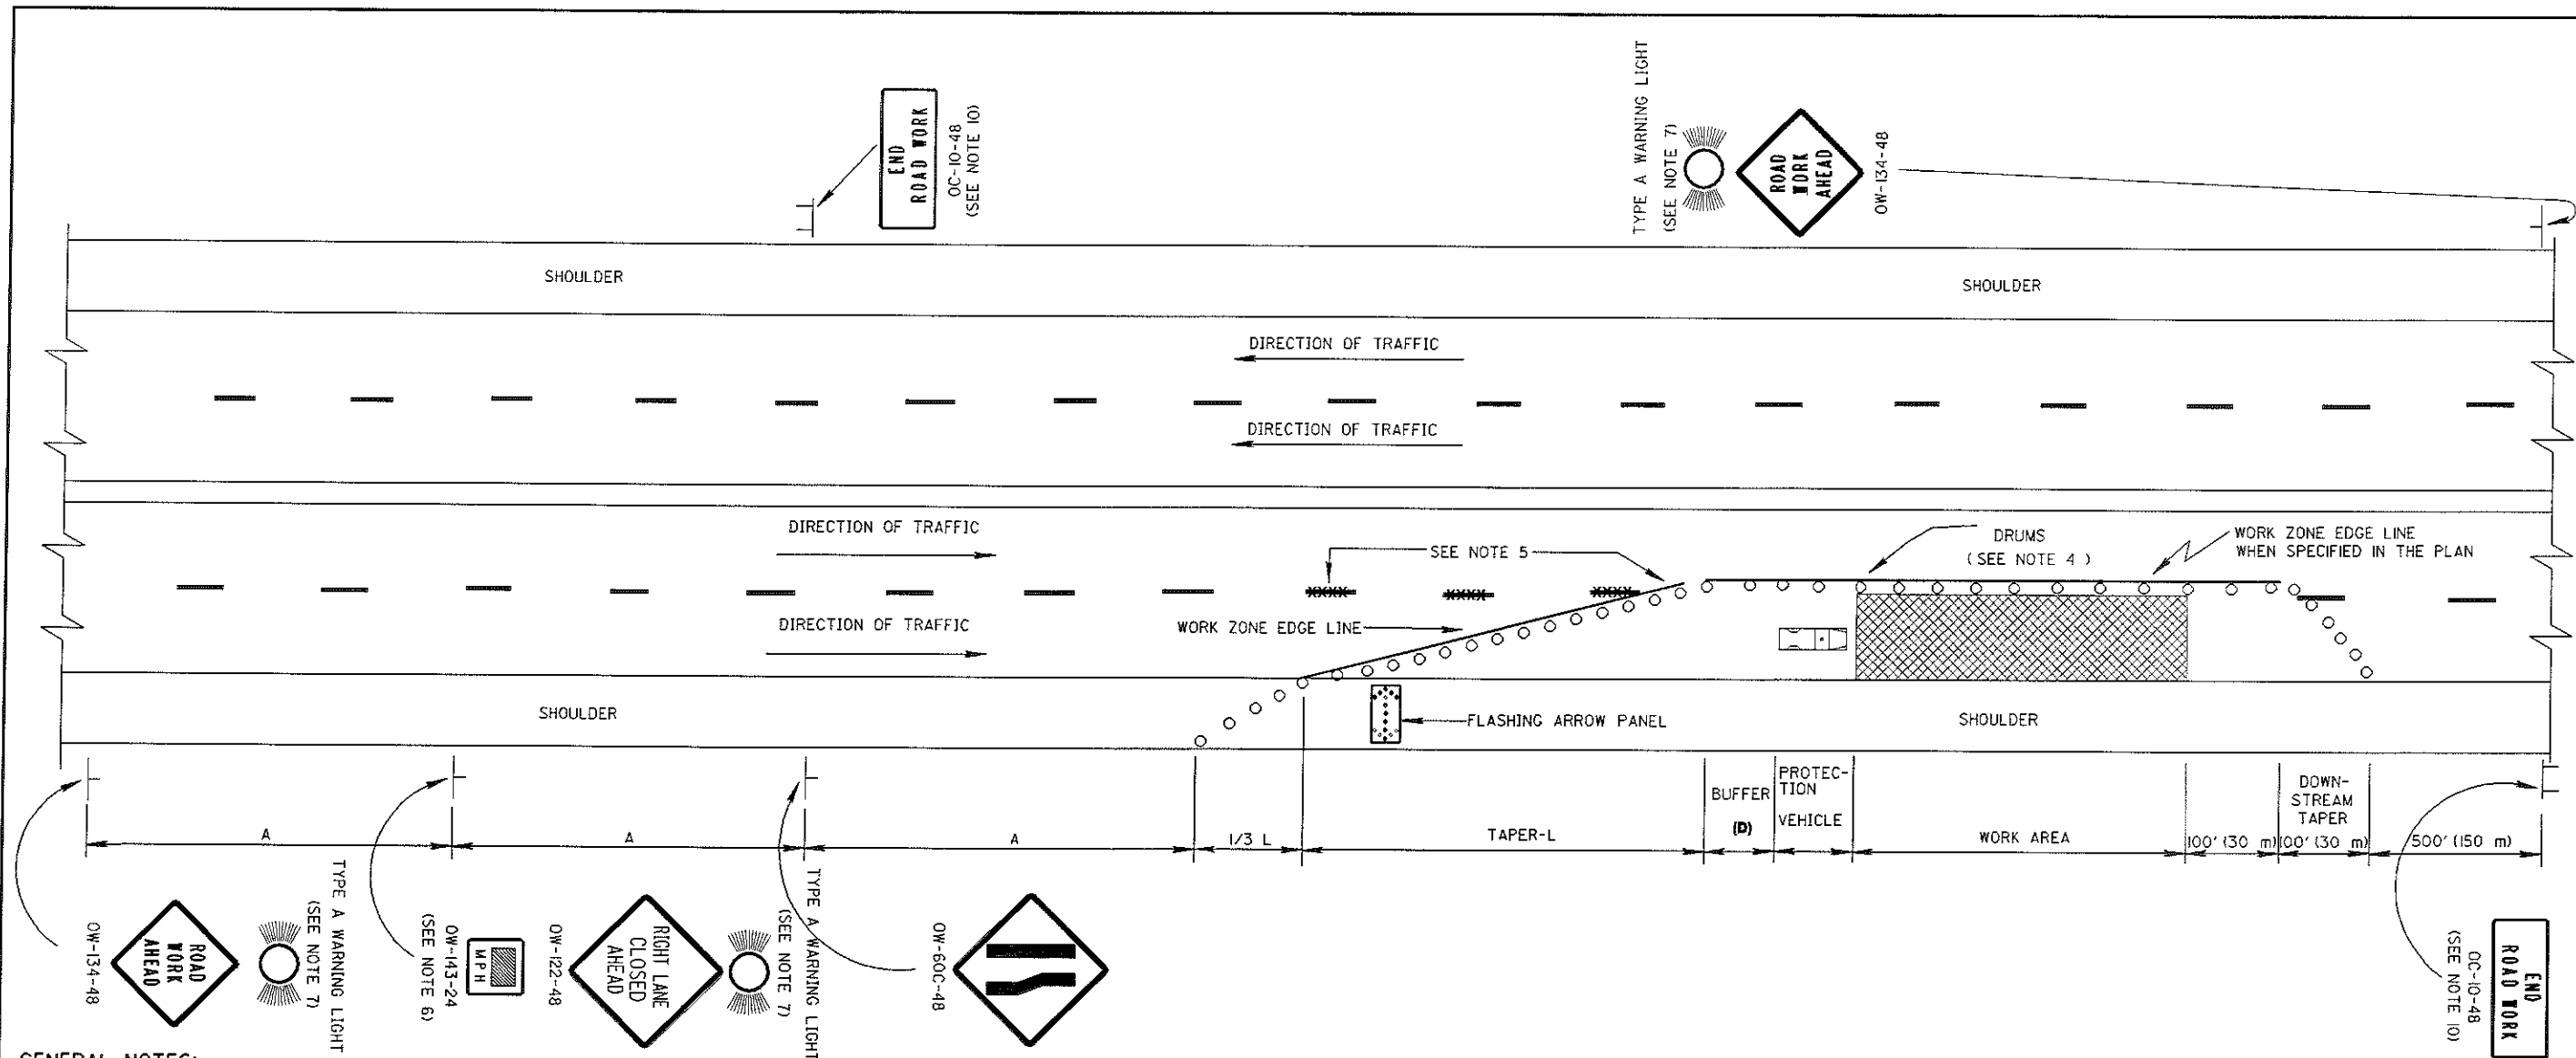 END
ROAD WORK
OC-10-48
(SEE NOTE 10)
TYPE A WARNING LIGHT
(SEE NOTE 7)
ROAD
WORK
AHEAD
OW-134-48
SHOULDER
SHOULDER
DIRECTION OF TRAFFIC
DIRECTION OF TRAFFIC
DIRECTION OF TRAFFIC
SEE NOTE 5
DRUMS
( SEE NOTE 4 )
WORK ZONE EDGE LINE
WHEN SPECIFIED IN THE PLAN
XXXX
XXXX
XXXX
DIRECTION OF TRAFFIC
WORK ZONE EDGE LINE
SHOULDER
FLASHING ARROW PANEL
SHOULDER
A
A
A
1/3 L
TAPER-L
BUFFER
(D)
PROTEC-
TION
VEHICLE
WORK AREA
100' (30 m)
DOWN-
STREAM
TAPER
100' (30 m)
500' (150 m)
OW-134-48
ROAD
WORK
AHEAD
TYPE A WARNING LIGHT
(SEE NOTE 7)
OW-143-24
(SEE NOTE 6)
MPH
OW-122-48
RIGHT LANE
CLOSED
AHEAD
TYPE A WARNING LIGHT
(SEE NOTE 7)
OW-60C-48
END
ROAD WORK
OC-10-48
(SEE NOTE 10)
GENERAL NOTES: